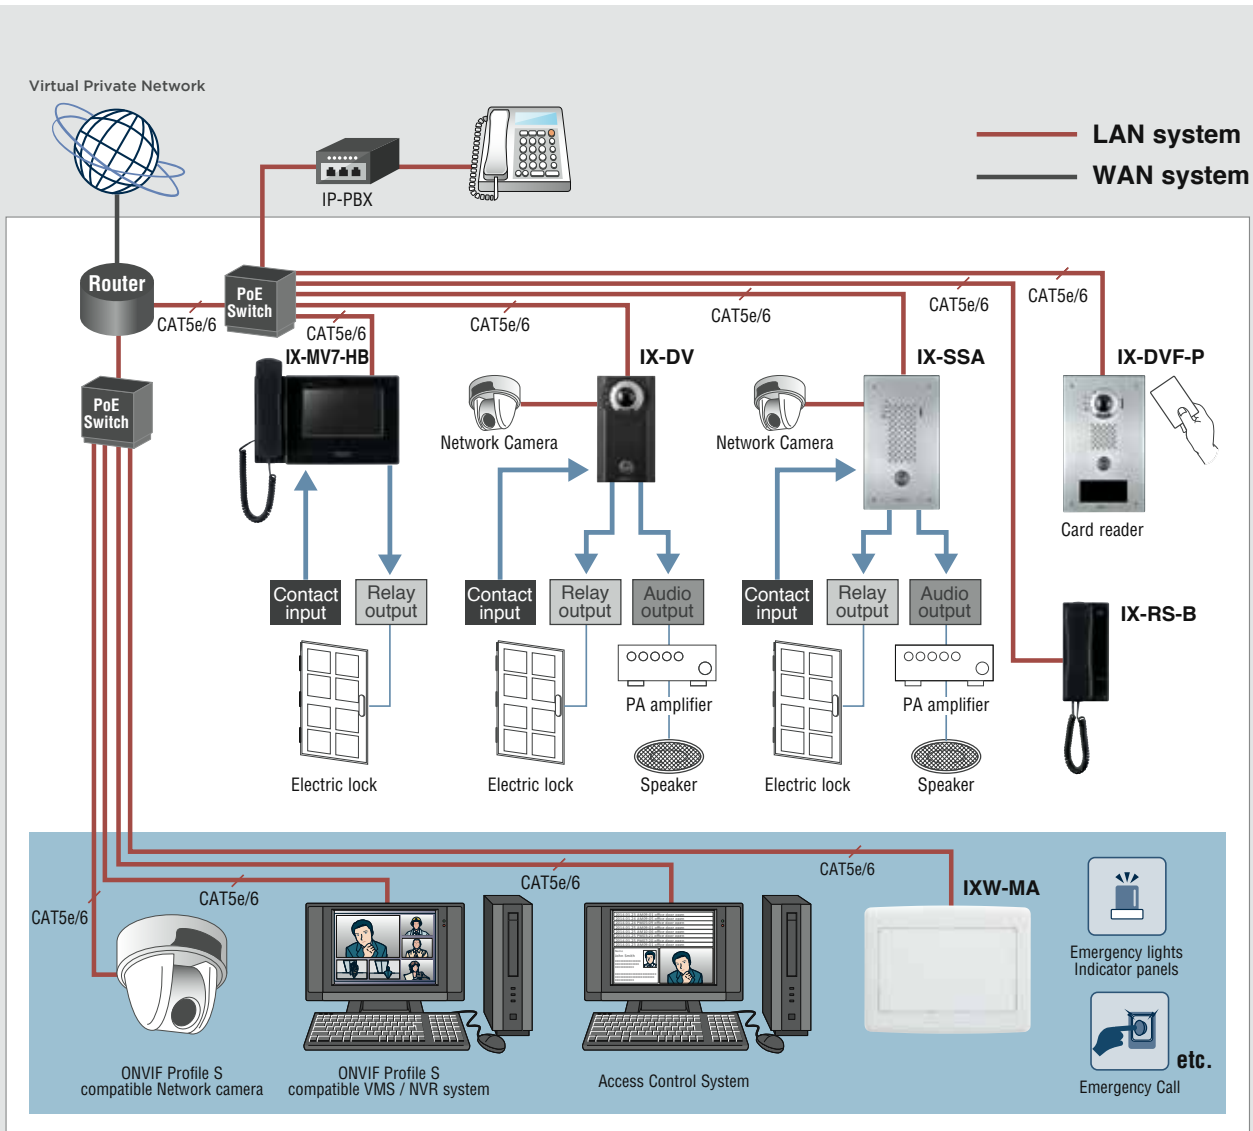 Virtual Private Network
LAN system
WAN system
IP-PBX
Router
PoE
Switch
CAT5e/6
CAT5e/6
CAT5e/6
CAT5e/6
CAT5e/6
CAT5e/6
IX-MV7-HB
IX-DV
IX-SSA
IX-DVF-P
PoE
Switch
Network Camera
Network Camera
Card reader
Contact
input
Relay
output
Contact
input
Relay
output
Audio
output
Contact
input
Relay
output
Audio
output
IX-RS-B
PA amplifier
PA amplifier
Electric lock
Electric lock
Speaker
Electric lock
Speaker
CAT5e/6
CAT5e/6
CAT5e/6
CAT5e/6
IXW-MA
Emergency lights
Indicator panels
etc.
Emergency Call
ONVIF Profile S
compatible Network camera
ONVIF Profile S
compatible VMS / NVR system
Access Control System